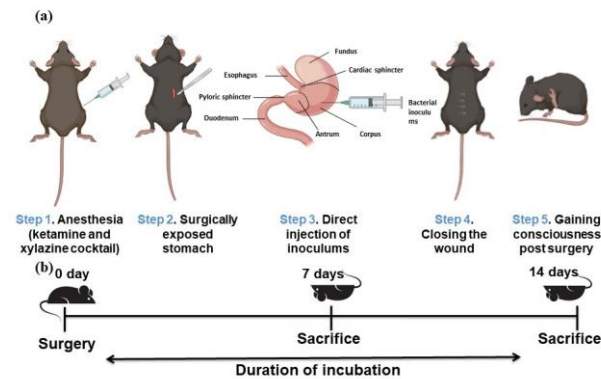 (a)
Fundus
Esophagus
Cardiac sphincter
Pyloric sphincter
Bacterial
inoculu
ms
Duodenum
Antrum
Corpus
Step 1. Anesthesia
(ketamine and
xylazine cocktail)
Step 2. Surgically
exposed
stomach
Step 3. Direct
injection of
inoculums
Step 4.
Closing the
wound
Step 5. Gaining
consciousness
post surgery
(b)
0 day
7 days
14 days
Surgery
Sacrifice
Sacrifice
Duration of incubation